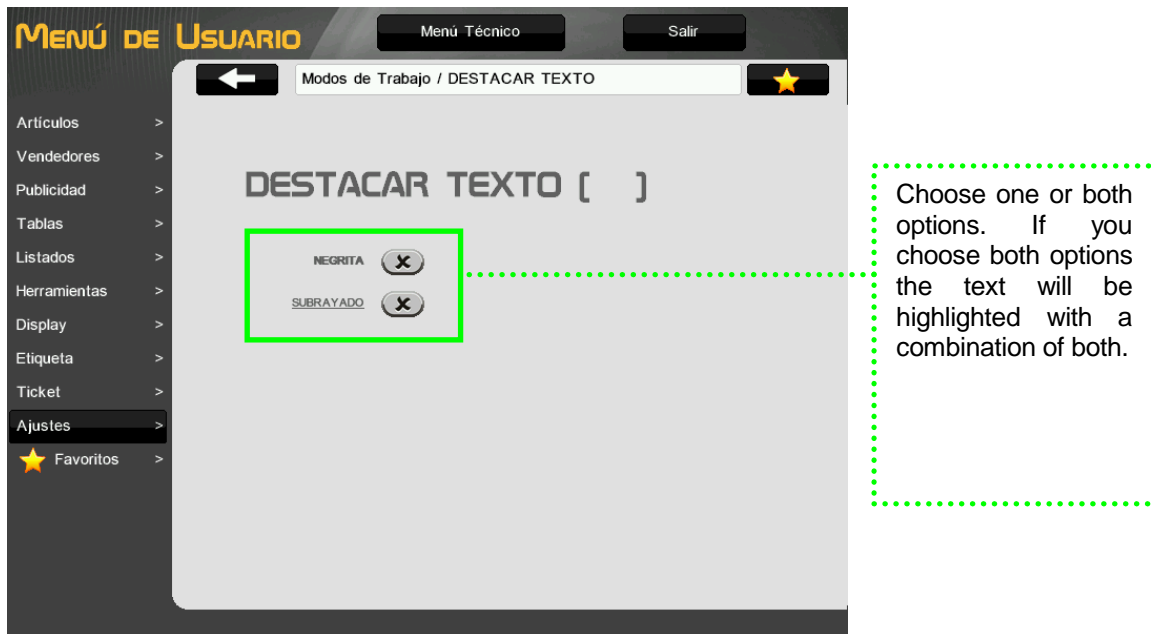 Menú de Usuario
Menú Técnico
Salir
Modos de Trabajo / DESTACAR TEXTO
Artículos >
Vendedores >
Publicidad >
Tablas >
Listados >
Herramientas >
Display >
Etiqueta >
Ticket >
Ajustes >
Favoritos >
DESTACAR TEXTO [ ]
NEGRITA
SUBRAYADO
Choose one or both
options. If you
choose both options
the text will be
highlighted with a
combination of both.